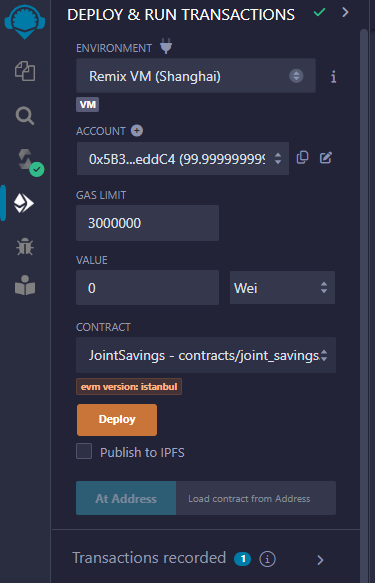 DEPLOY & RUN TRANSACTIONS
ENVIRONMENT
Remix VM (Shanghai)
VM
ACCOUNT
0x5B3...eddC4 (99.999999999
GAS LIMIT
3000000
VALUE
0 Wei
CONTRACT
JointSavings - contracts/joint_savings
evm version: istanbul
Deploy
Publish to IPFS
At Address Load contract from Address
Transactions recorded 1